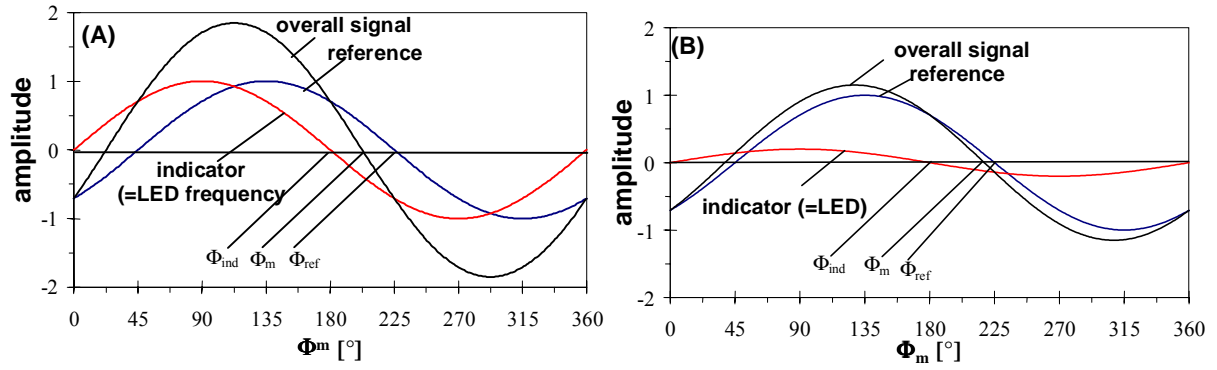 (A)
overall signal
reference
amplitude
2
1
0
-1
-2
indicator
(=LED frequency
Φind Φm Φref
0 45 90 135 180 225 270 315 360
Φm [°]
(B)
overall signal
reference
amplitude
2
1
0
-1
-2
indicator (=LED)
Φind Φm Φref
0 45 90 135 180 225 270 315 360
Φm [°]